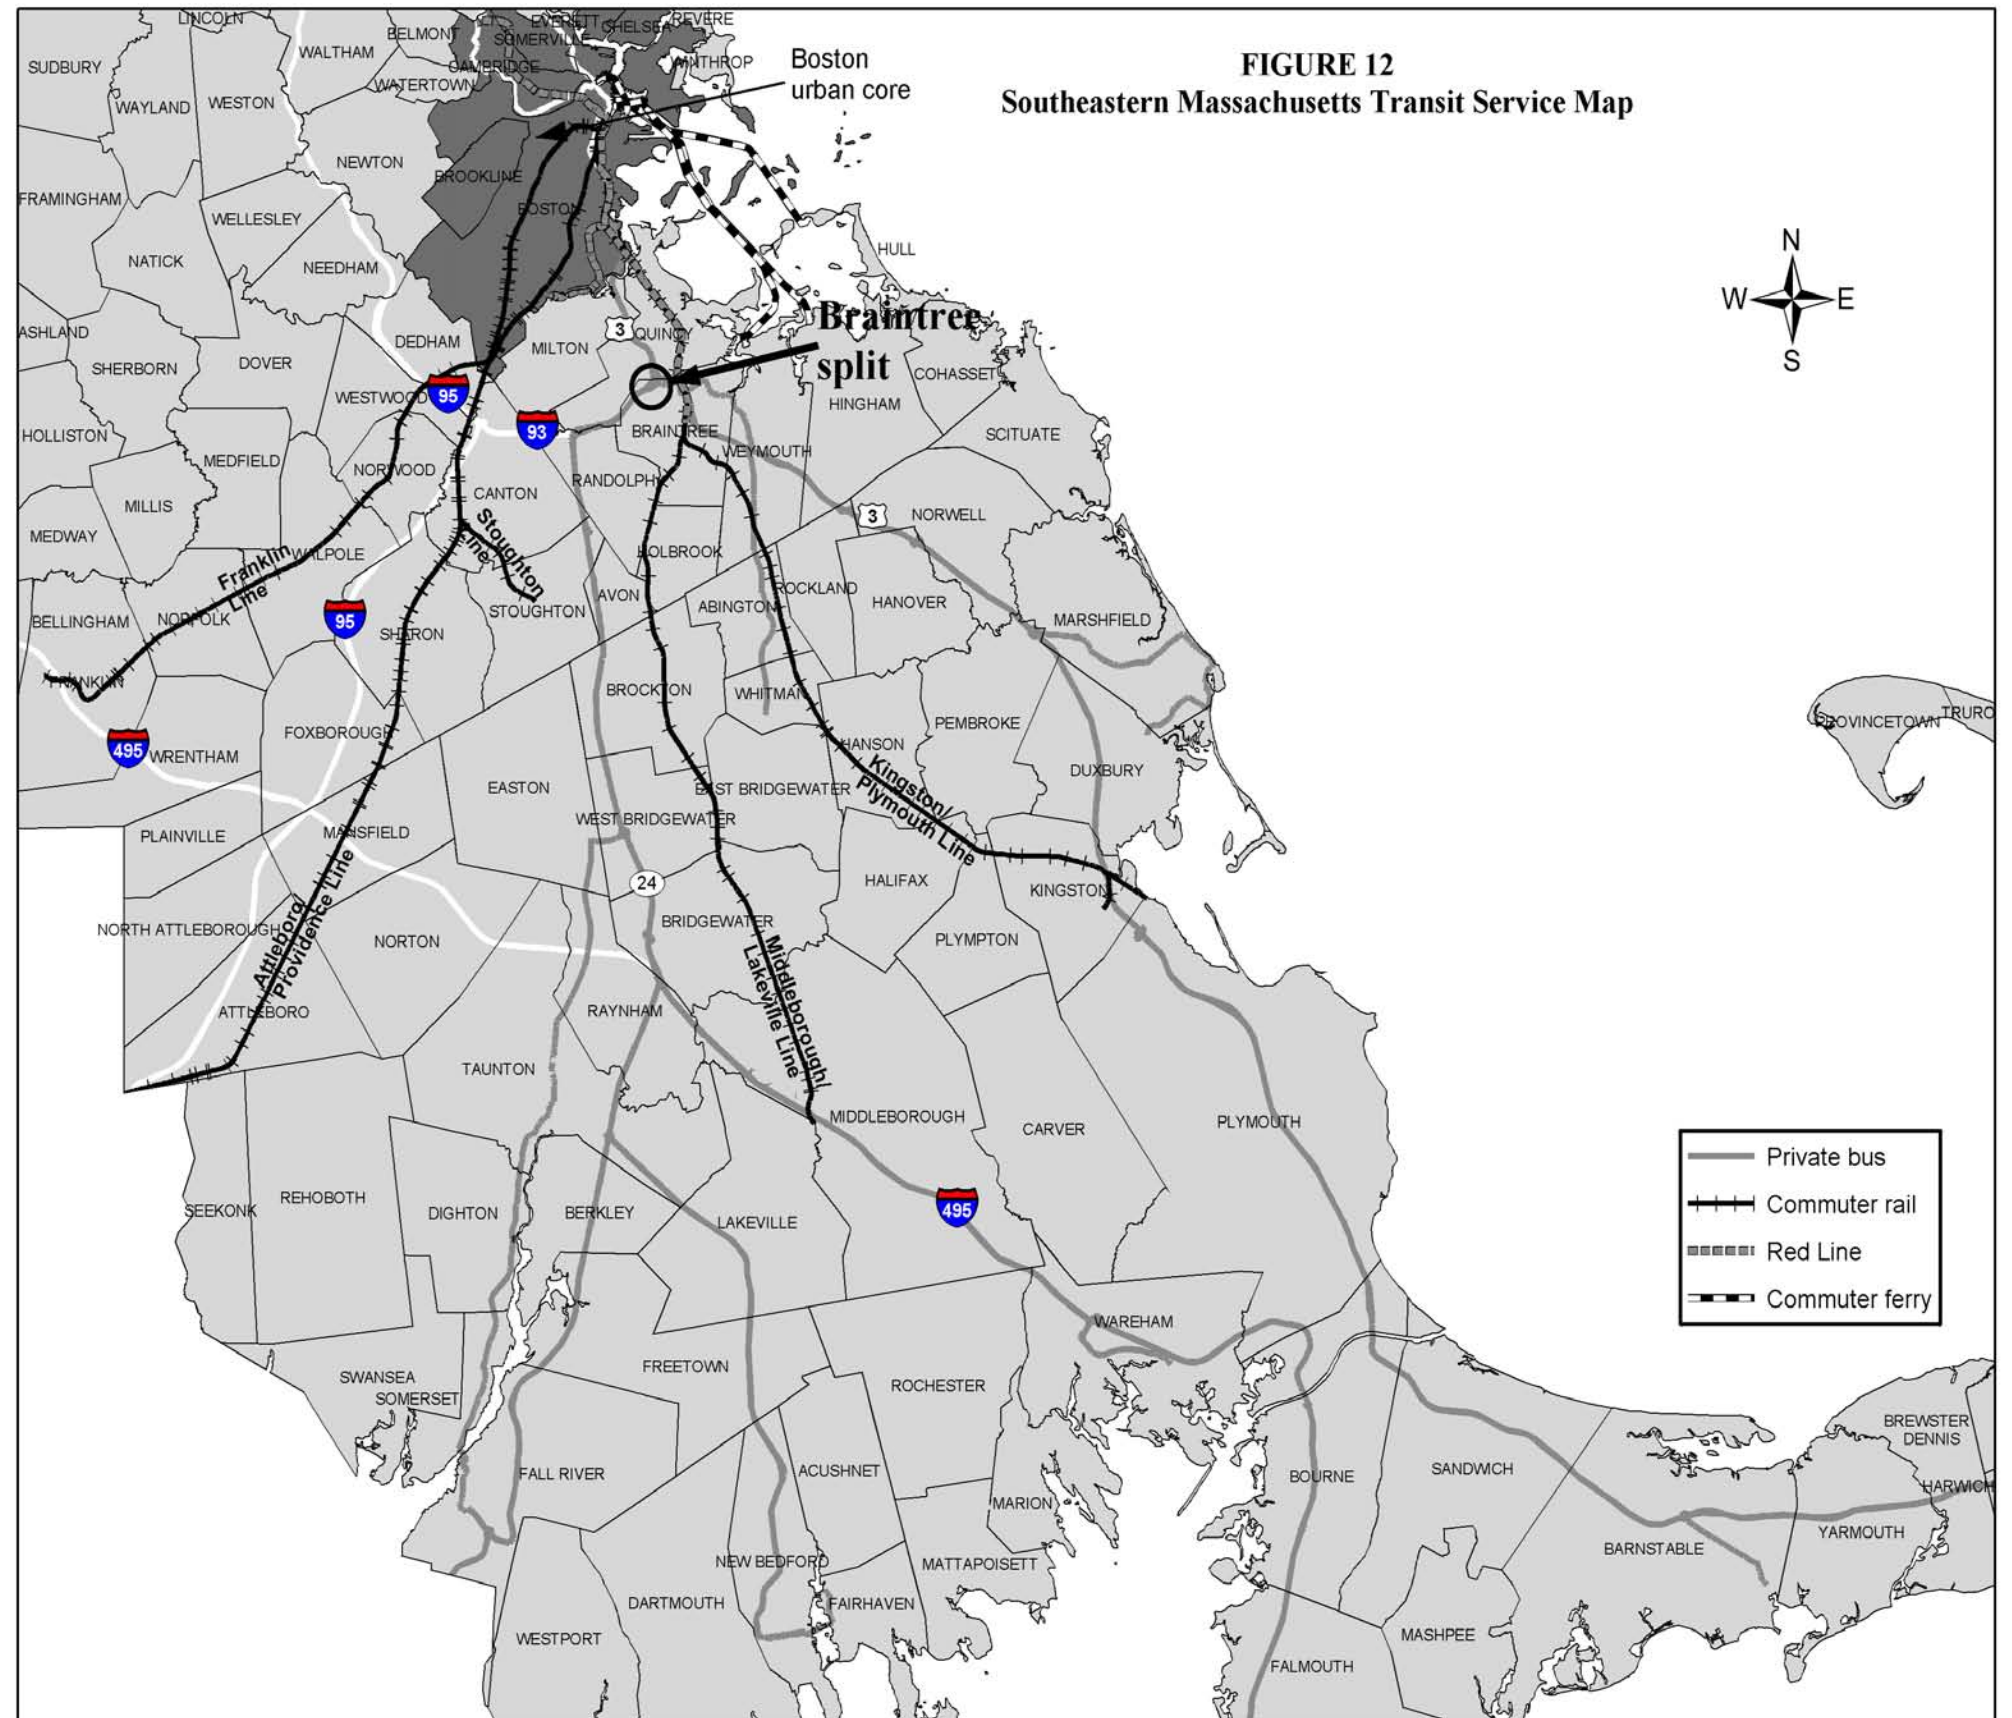 FIGURE 12
Southeastern Massachusetts Transit Service Map
LINCOLN
BELMONT
EVERETT
CHELSEA
REVERE
SOMERVILLE
WALTHAM
SUDBURY
CAMBRIDGE
WINTHROP
Boston
urban core
WATERTOWN
WAYLAND
WESTON
NEWTON
BROOKLINE
FRAMINGHAM
BOSTON
WELLESLEY
NATICK
NEEDHAM
HULL
N
W
E
S
ASHLAND
DEDHAM
3
QUINCY
Braintree
split
MILTON
SHERBORN
DOVER
WESTWOOD
95
COHASSET
HINGHAM
HOLLISTON
93
BRAINTREE
SCITUATE
WEYMOUTH
MEDFIELD
NORWOOD
RANDOLPH
CANTON
MILLIS
3
NORWELL
MEDWAY
Stoughton
Line
WALPOLE
HOLBROOK
Franklin
Line
AVON
ROCKLAND
HANOVER
ABINGTON
STOUGHTON
BELLINGHAM
NORFOLK
95
SHARON
MARSHFIELD
FRANKLIN
BROCKTON
WHITMAN
PEMBROKE
PROVINCETOWN
TRURO
FOXBOROUGH
HANSON
495
WRENTHAM
DUXBURY
EASTON
EAST BRIDGEWATER
Kingston/
Plymouth Line
WEST BRIDGEWATER
PLAINVILLE
MANSFIELD
24
HALIFAX
KINGSTON
NORTH ATTLEBOROUGH
Attleboro/
Providence Line
NORTON
BRIDGEWATER
PLYMPTON
Middleborough/
Lakeville Line
ATTLEBORO
RAYNHAM
TAUNTON
MIDDLEBOROUGH
CARVER
PLYMOUTH
Private bus
Commuter rail
Red Line
Commuter ferry
SEEKONK
REHOBOTH
DIGHTON
BERKLEY
LAKEVILLE
495
WAREHAM
FREETOWN
SWANSEA
SOMERSET
ROCHESTER
BREWSTER
DENNIS
FALL RIVER
ACUSHNET
BOURNE
SANDWICH
HARWICH
MARION
YARMOUTH
BARNSTABLE
NEW BEDFORD
MATTAPOISETT
DARTMOUTH
FAIRHAVEN
WESTPORT
MASHPEE
FALMOUTH